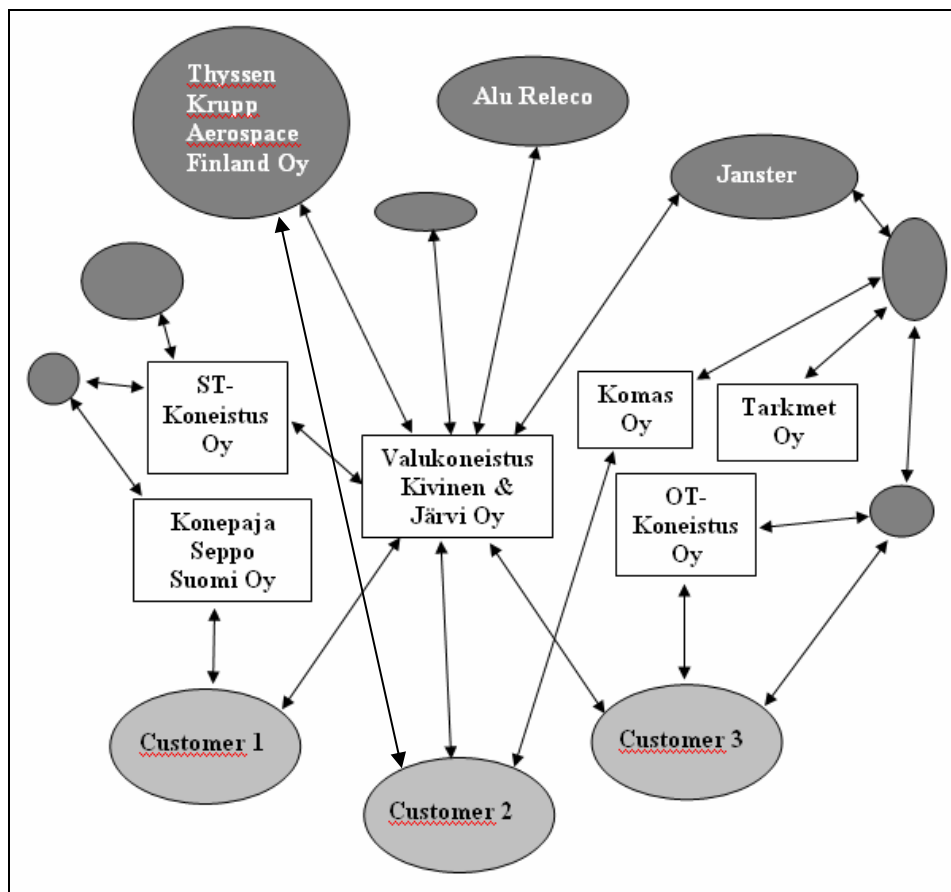 Thyssen
Krupp
Aerospace
Finland Oy
Alu Releco
Janster
ST-
Koneistus
Oy
Komas
Oy
Tarkmet
Oy
Valukoneistus
Kivinen &
Järvi Oy
OT-
Koneistus
Oy
Konepaja
Seppo
Suomi Oy
Customer 1
Customer 2
Customer 3